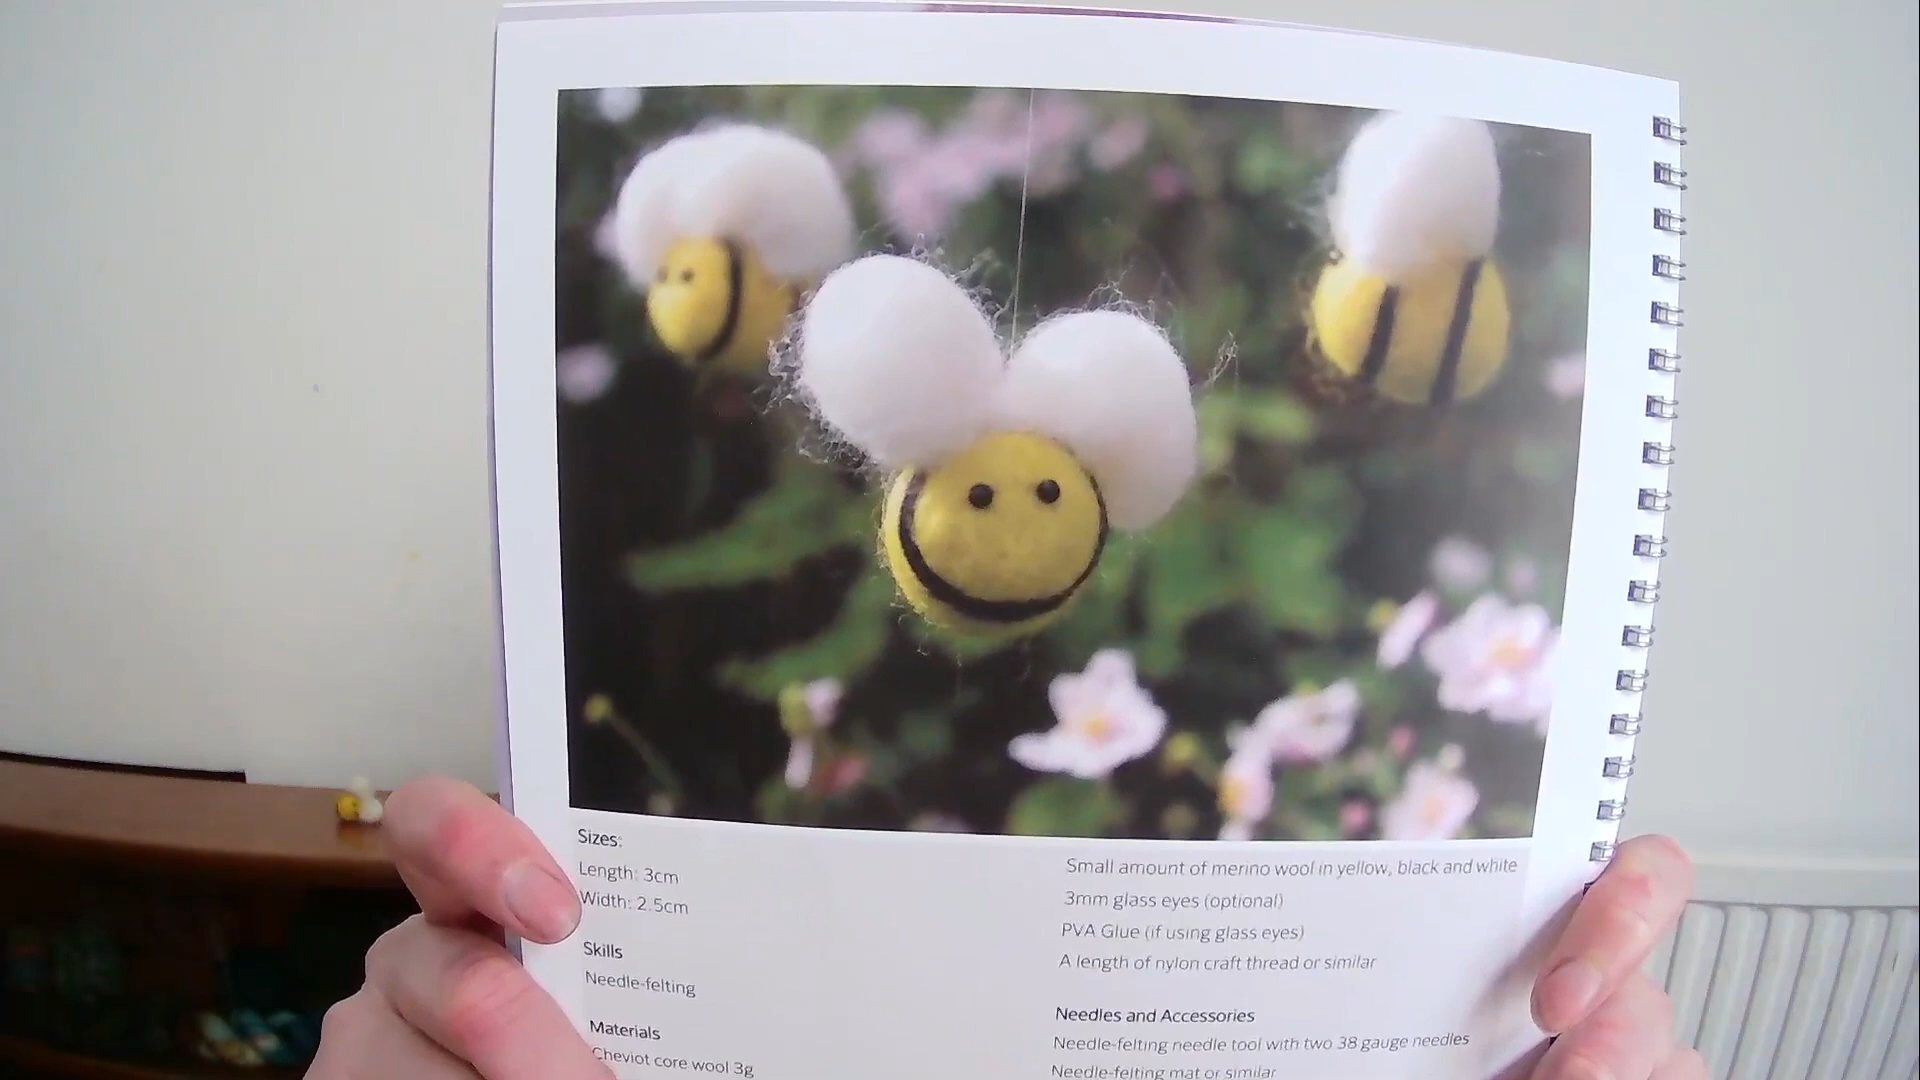 Sizes:
Length: 3cm
Width: 2.5cm
Skills
Needle-felting
Materials
Cheviot core wool 3g
Small amount of merino wool in yellow, black and white
3mm glass eyes (optional)
PVA Glue (if using glass eyes)
A length of nylon craft thread or similar
Needles and Accessories
Needle-felting needle tool with two 38 gauge needles
Needle-felting mat or similar